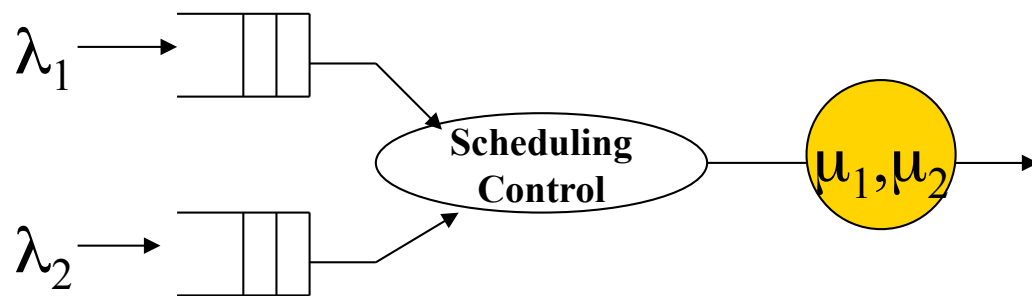 λ₁
Scheduling
Control
μ₁,μ₂
λ₂